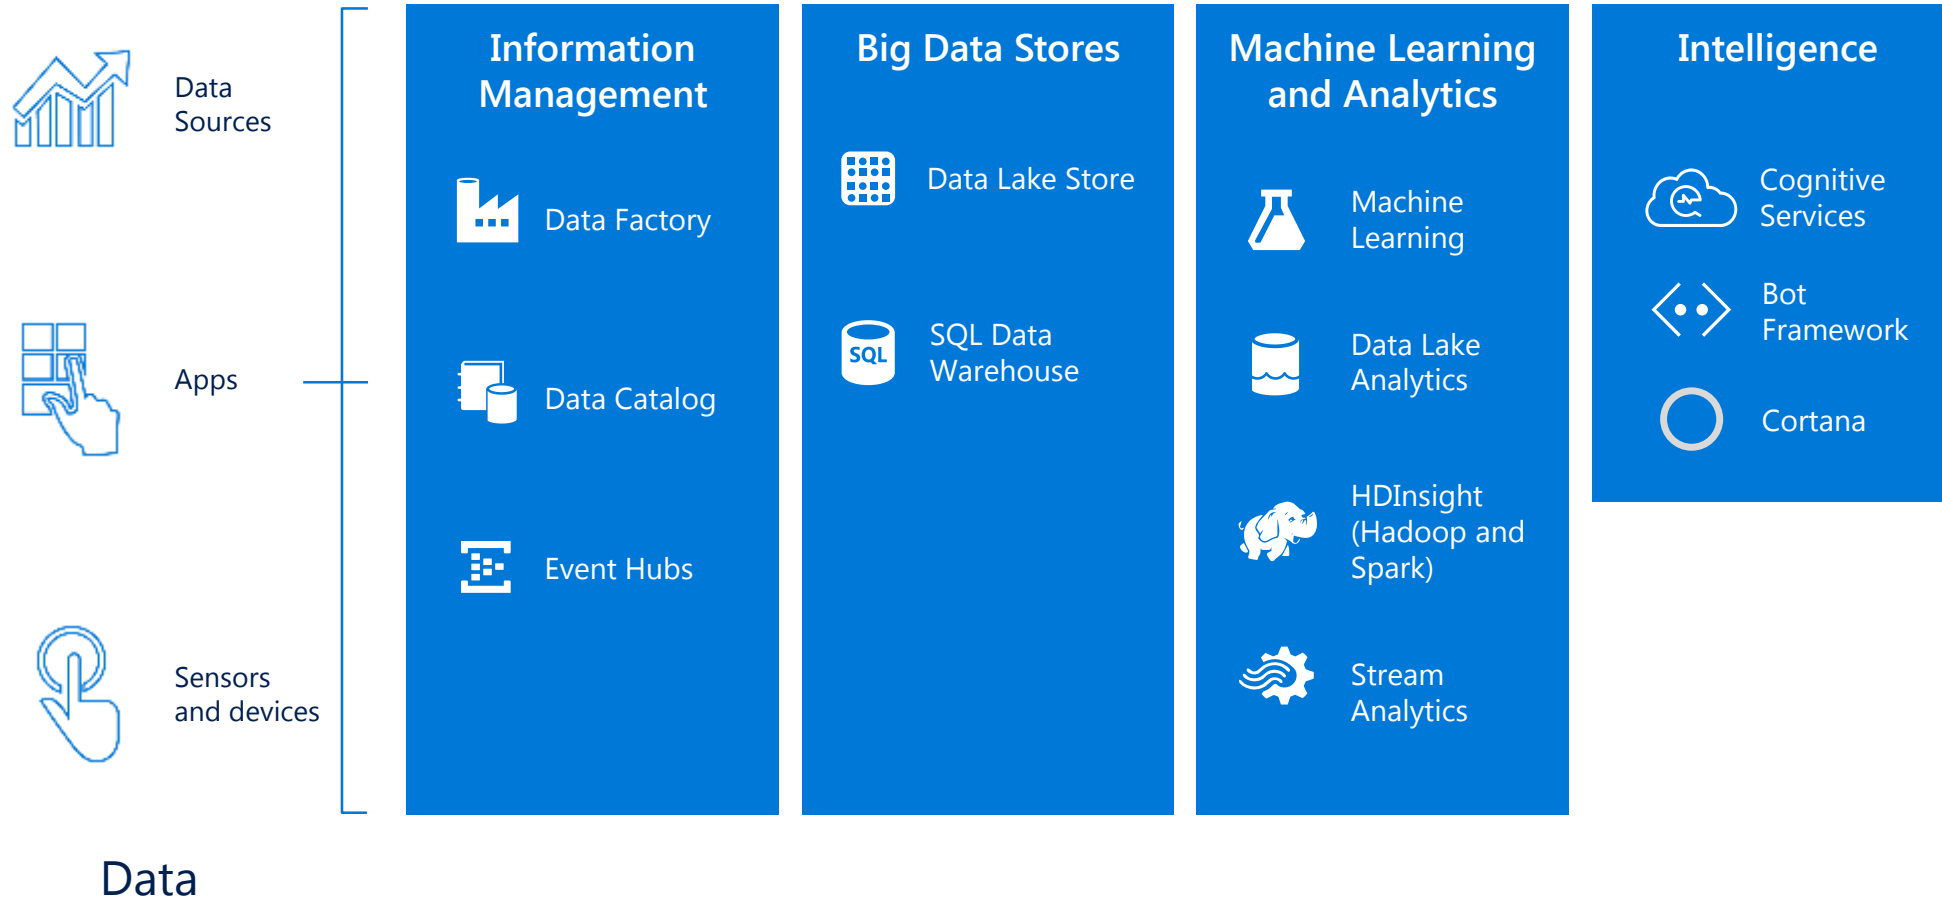 Data
Sources
Apps
Sensors
and devices
Data
Information
Management
Data Factory
Data Catalog
Event Hubs
Big Data Stores
Data Lake Store
SQL
SQL Data
Warehouse
Machine Learning
and Analytics
Machine
Learning
Data Lake
Analytics
HDInsight
(Hadoop and
Spark)
Stream
Analytics
Intelligence
Cognitive
Services
Bot
Framework
Cortana